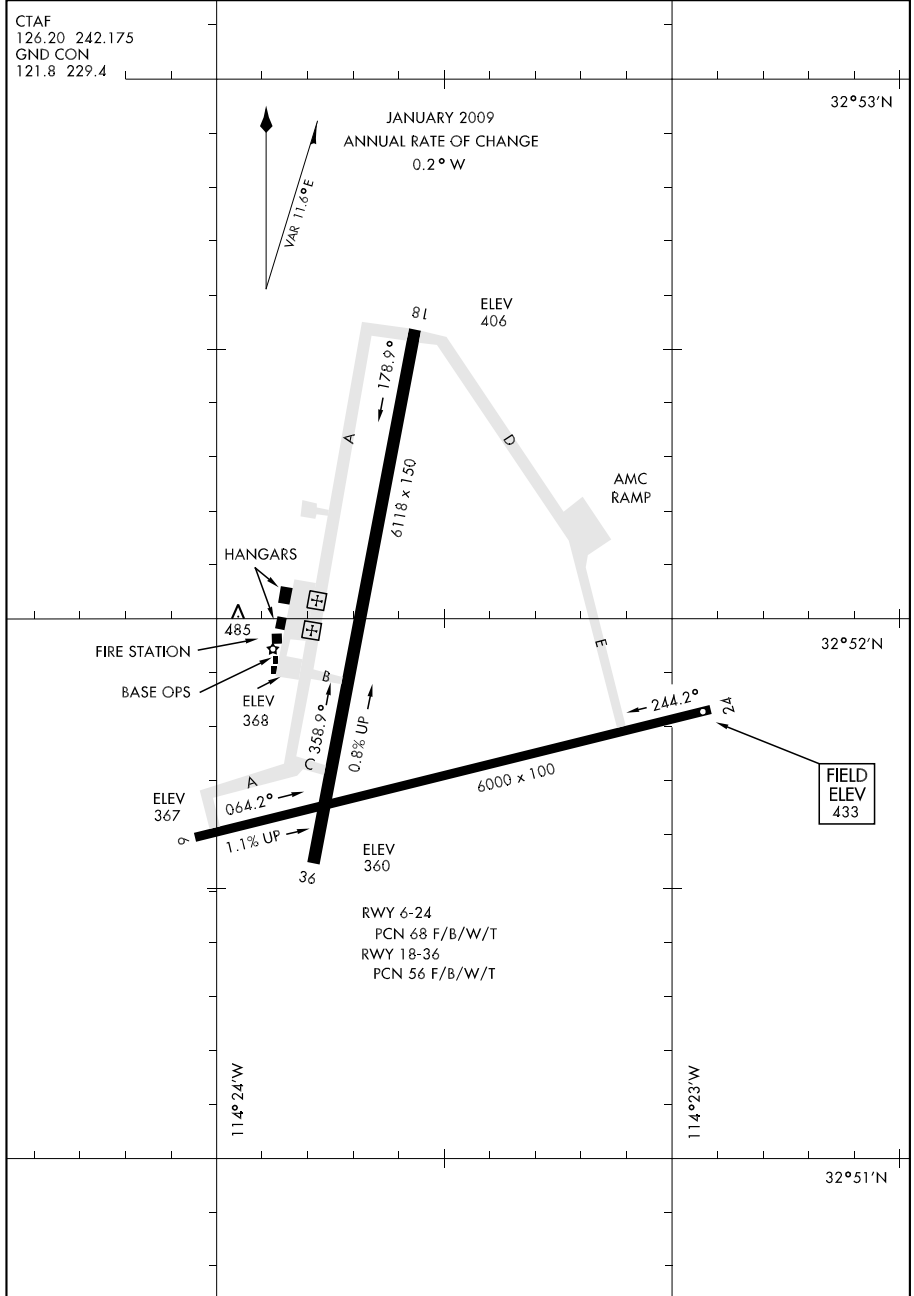 CTAF
126.20 242.175
GND CON
121.8 229.4
32°53'N
JANUARY 2009
ANNUAL RATE OF CHANGE
0.2° W
VAR 11.6° E
18
ELEV
406
178.9°
A
D
6118 x 150
AMC
RAMP
HANGARS
485
32°52'N
FIRE STATION
E
BASE OPS
B
ELEV
368
244.2°
24
358.9°
0.8% UP
C
A
6000 x 100
FIELD
ELEV
433
ELEV
367
064.2°
1.1% UP
6
ELEV
360
36
RWY 6-24
PCN 68 F/B/W/T
RWY 18-36
PCN 56 F/B/W/T
114°24'W
114°23'W
32°51'N